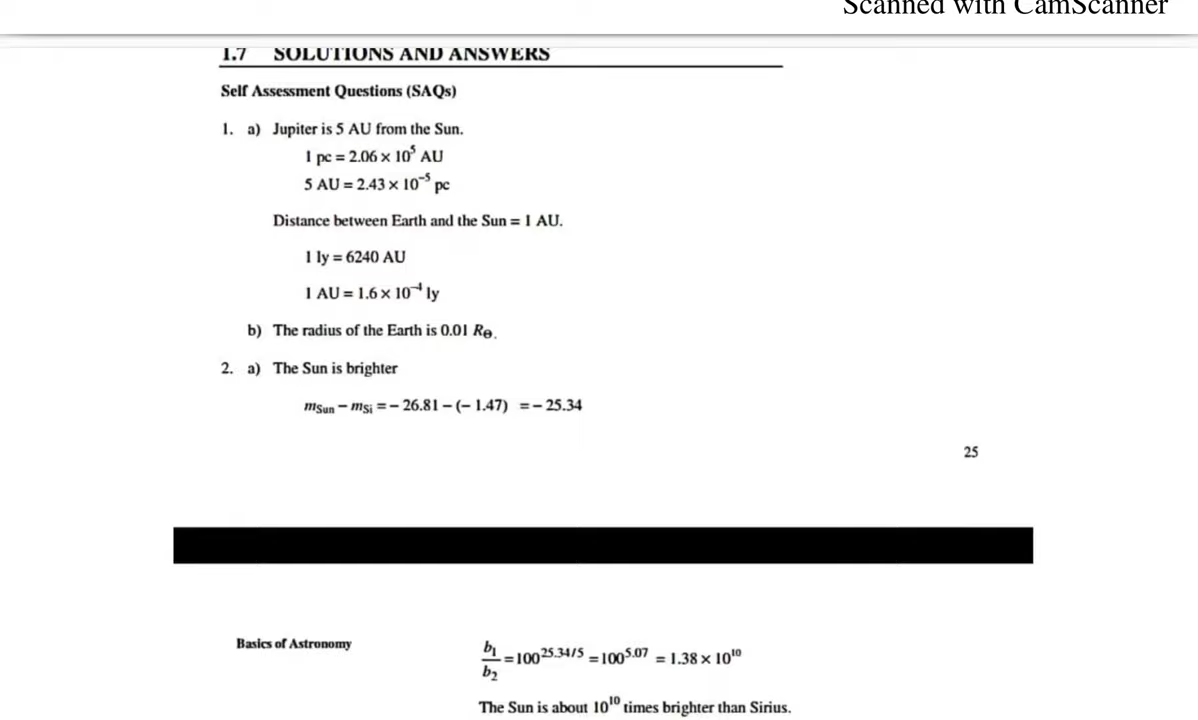 Scanned with CamScanner
1.7 SOLUTIONS AND ANSWERS
Self Assessment Questions (SAQs)
1. a) Jupiter is 5 AU from the Sun.
1 pc = 2.06 × 10⁵ AU
5 AU = 2.43 × 10⁻⁵ pc
Distance between Earth and the Sun = 1 AU.
1 ly = 6240 AU
1 AU = 1.6 × 10⁻⁴ ly
b) The radius of the Earth is 0.01 R_Θ.
2. a) The Sun is brighter
m_Sun – m_Si = – 26.81 – (– 1.47) = – 25.34
25
Basics of Astronomy
b₁/b₂ = 100^25.34/5 = 100^5.07 = 1.38 × 10¹⁰
The Sun is about 10¹⁰ times brighter than Sirius.